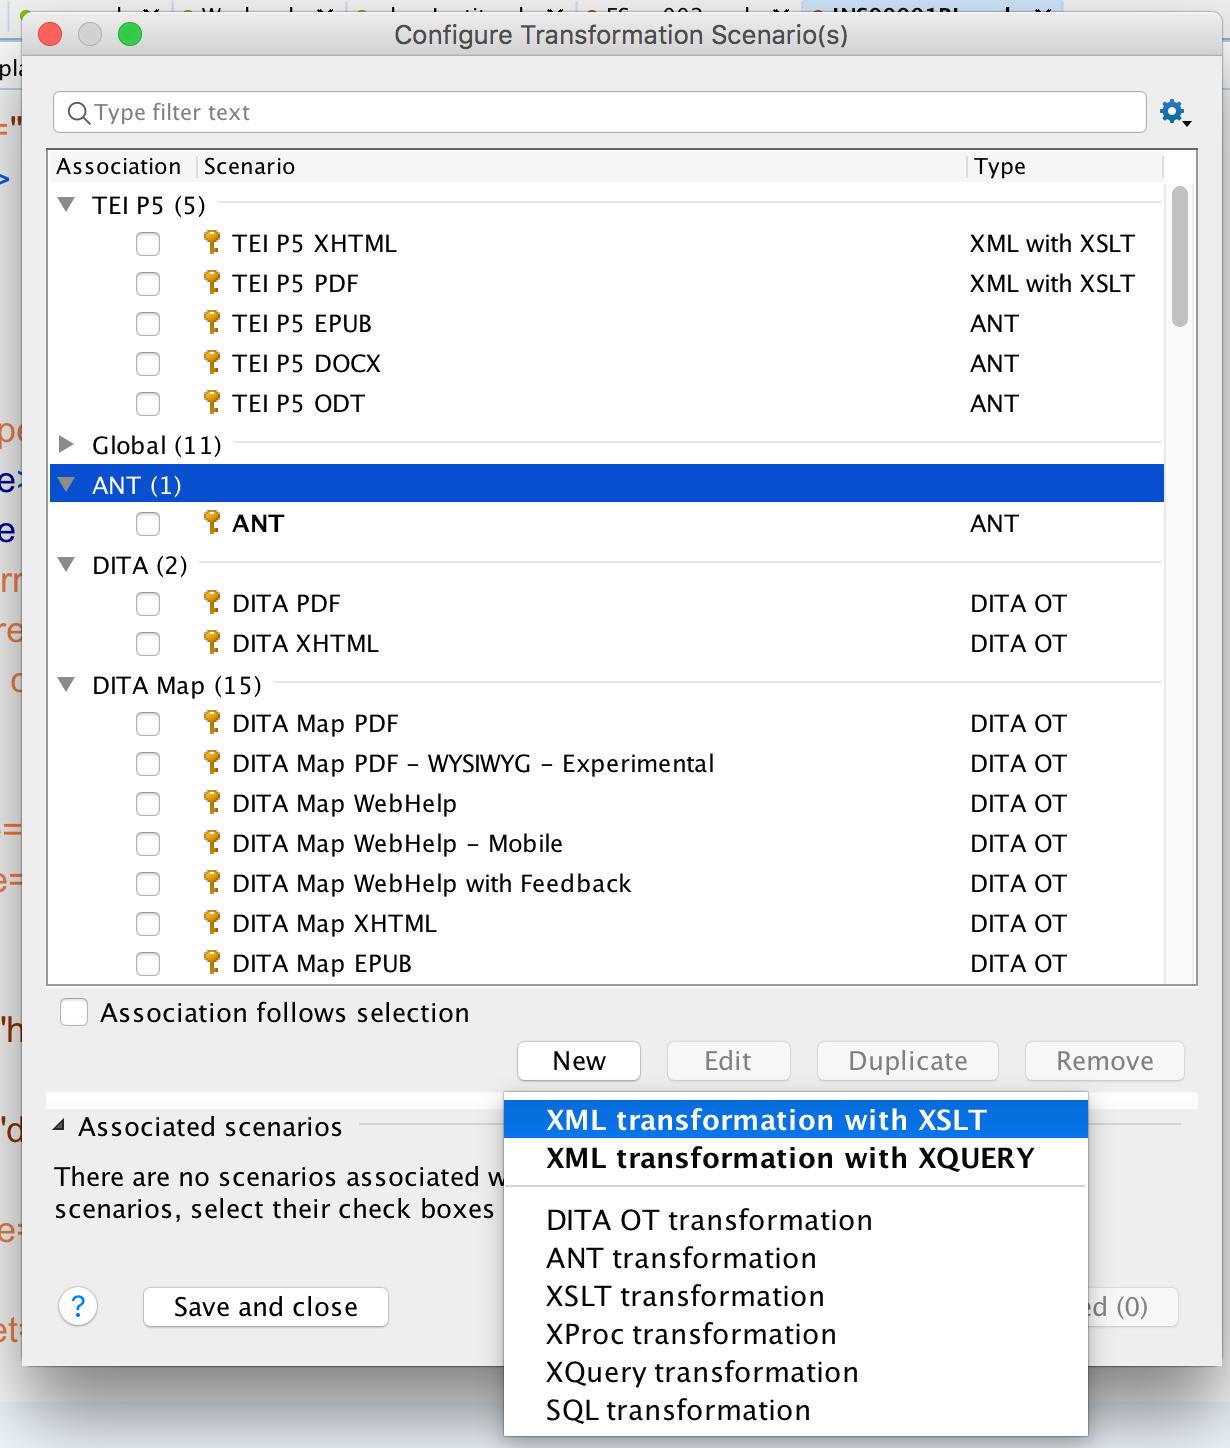 Configure Transformation Scenario(s)
Type filter text
Association Scenario Type
TEI P5 (5)
TEI P5 XHTML XML with XSLT
TEI P5 PDF XML with XSLT
TEI P5 EPUB ANT
TEI P5 DOCX ANT
TEI P5 ODT ANT
Global (11)
ANT (1)
ANT ANT
DITA (2)
DITA PDF DITA OT
DITA XHTML DITA OT
DITA Map (15)
DITA Map PDF DITA OT
DITA Map PDF – WYSIWYG – Experimental DITA OT
DITA Map WebHelp DITA OT
DITA Map WebHelp – Mobile DITA OT
DITA Map WebHelp with Feedback DITA OT
DITA Map XHTML DITA OT
DITA Map EPUB DITA OT
Association follows selection
New Edit Duplicate Remove
Associated scenarios
There are no scenarios associated
scenarios, select their check boxes
XML transformation with XSLT
XML transformation with XQUERY
DITA OT transformation
ANT transformation
XSLT transformation
XProc transformation
XQuery transformation
SQL transformation
? Save and close (0)